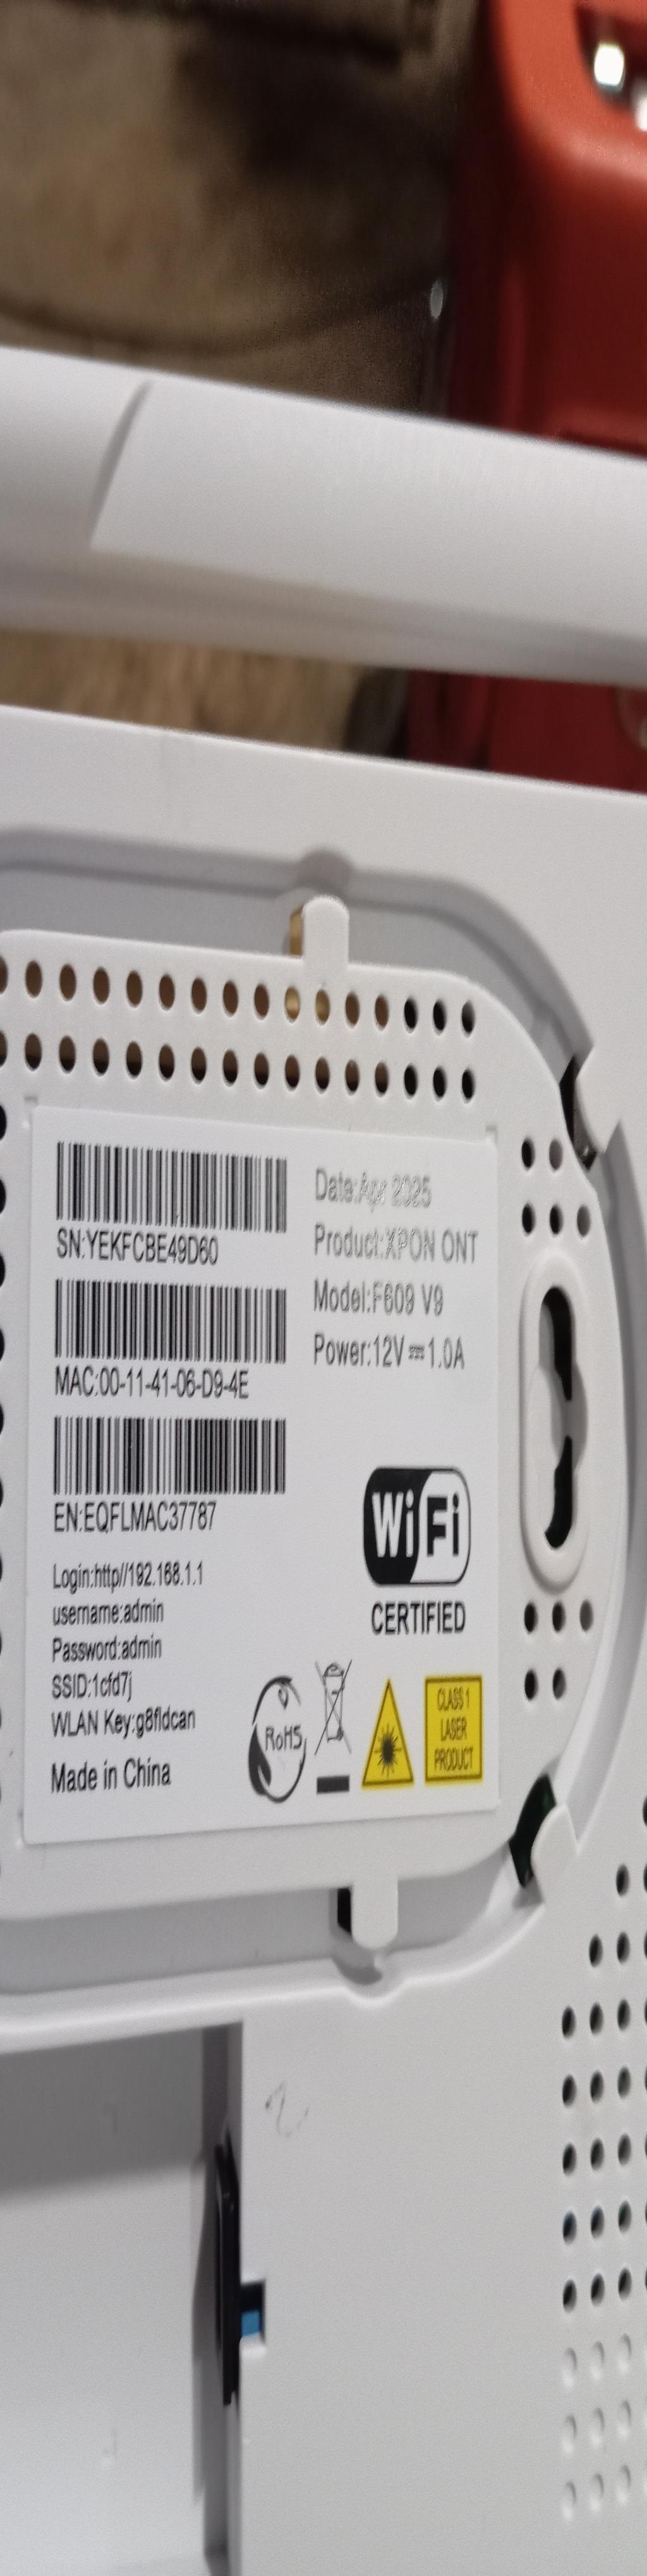 SN:YEKFCBE49D60
MAC:00-11-41-06-D9-4E
EN:EQFLMAC37787
Login:http//192.168.1.1
username:admin
Password:admin
SSID:1cfd7j
WLAN Key:g8fldcan
Made in China
Date:Apr 2025
Product:XPON ONT
Model:F609 V9
Power:12V⎓1.0A
WiFi
CERTIFIED
RoHS
CLASS 1
LASER
PRODUCT